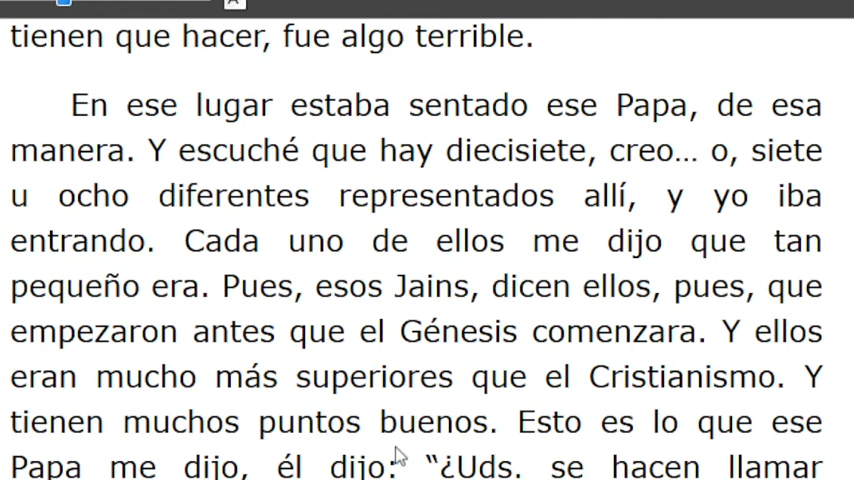 tienen que hacer, fue algo terrible.
En ese lugar estaba sentado ese Papa, de esa
manera. Y escuché que hay diecisiete, creo... o, siete
u ocho diferentes representados allí, y yo iba
entrando. Cada uno de ellos me dijo que tan
pequeño era. Pues, esos Jains, dicen ellos, pues, que
empezaron antes que el Génesis comenzara. Y ellos
eran mucho más superiores que el Cristianismo. Y
tienen muchos puntos buenos. Esto es lo que ese
Papa me dijo, él dijo: “¿Uds. se hacen llamar